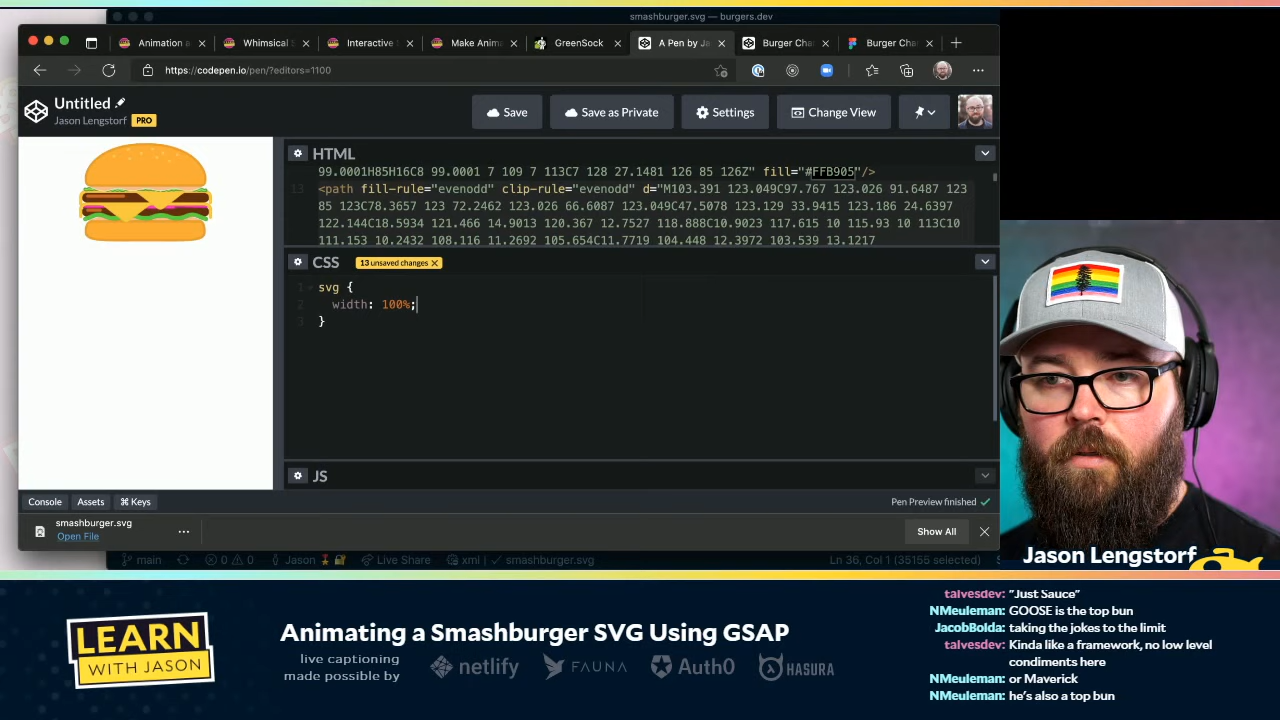 smashburger.svg — burgers.dev
Animation a
Whimsical S
Interactive S
Make Anima
GreenSock
A Pen by Ja
Burger Cha
Burger Cha
https://codepen.io/pen/?editors=1100
Untitled
Jason Lengstorf PRO
Save
Save as Private
Settings
Change View
HTML
99.0001H85H16C8 99.0001 7 109 7 113C7 128 27.1481 126 85 126Z" fill="#FFB905"/>
13 <path fill-rule="evenodd" clip-rule="evenodd" d="M103.391 123.049C97.767 123.026 91.6487 123
85 123C78.3657 123 72.2462 123.026 66.6087 123.049C47.5078 123.129 33.9415 123.186 24.6397
122.144C18.5934 121.466 14.9013 120.367 12.7527 118.888C10.9023 117.615 10 115.93 10 113C10
111.153 10.2432 108.116 11.2692 105.654C11.7719 104.448 12.3972 103.539 13.1217
CSS 13 unsaved changes X
1 svg {
2 width: 100%;
3 }
JS
Console
Assets
⌘ Keys
Pen Preview finished
smashburger.svg
Open File
Show All
main
0 0
Jason
Live Share
xml
smashburger.svg
Ln 36, Col 1 (35155 selected)
Jason Lengstorf
LEARN
WITH JASON
Animating a Smashburger SVG Using GSAP
live captioning
made possible by
netlify
FAUNA
Auth0
HASURA
talvesdev: "Just Sauce"
NMeuleman: GOOSE is the top bun
JacobBolda: taking the jokes to the limit
talvesdev: Kinda like a framework, no low level
condiments here
NMeuleman: or Maverick
NMeuleman: he's also a top bun